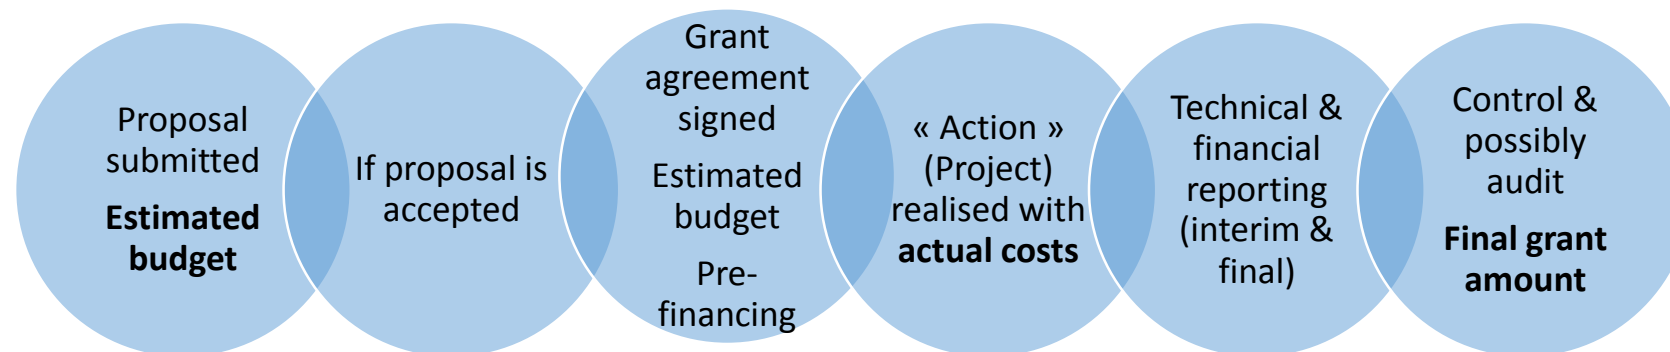 Proposal
submitted
Estimated
budget
If proposal is
accepted
Grant
agreement
signed
Estimated
budget
Pre-
financing
« Action »
(Project)
realised with
actual costs
Technical &
financial
reporting
(interim &
final)
Control &
possibly
audit
Final grant
amount